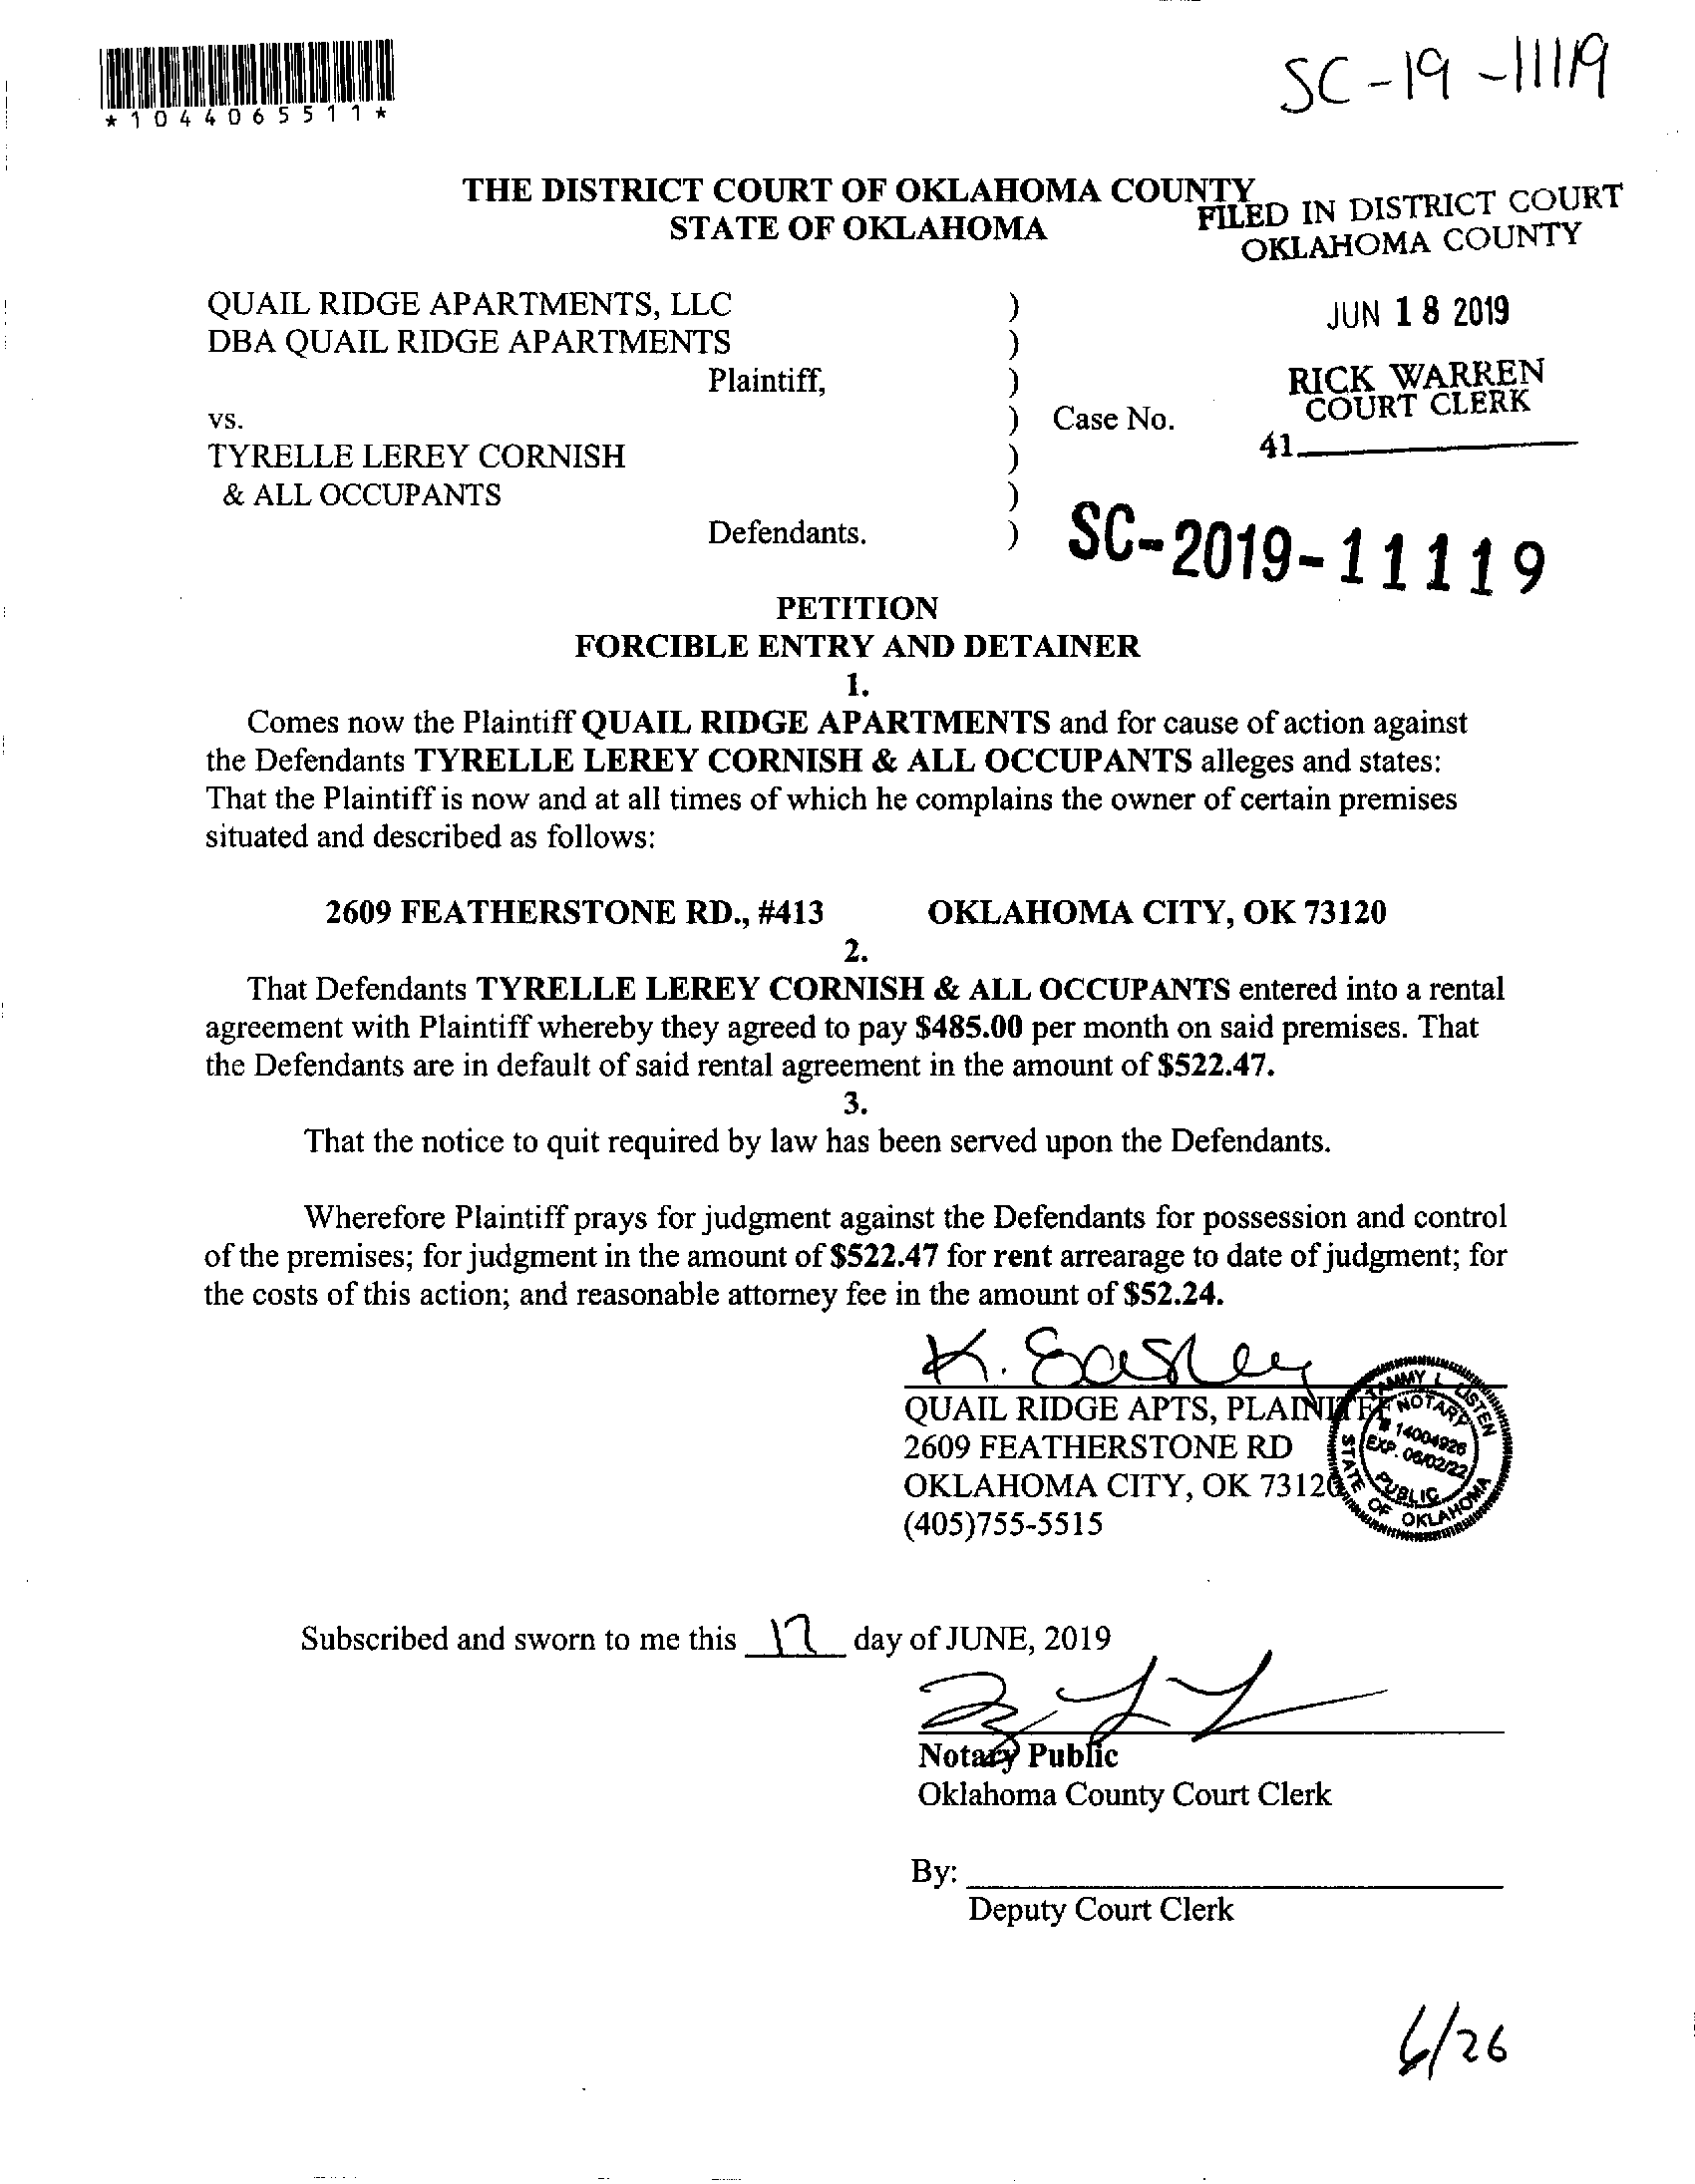 *1044065511*
SC-19-11119
THE DISTRICT COURT OF OKLAHOMA COUNTY
STATE OF OKLAHOMA
FILED IN DISTRICT COURT
OKLAHOMA COUNTY
JUN 18 2019
RICK WARREN
COURT CLERK
41
QUAIL RIDGE APARTMENTS, LLC )
DBA QUAIL RIDGE APARTMENTS )
Plaintiff, )
vs. ) Case No.
TYRELLE LEREY CORNISH )
& ALL OCCUPANTS )
Defendants. )
SC-2019-11119
PETITION
FORCIBLE ENTRY AND DETAINER
1.
Comes now the Plaintiff QUAIL RIDGE APARTMENTS and for cause of action against
the Defendants TYRELLE LEREY CORNISH & ALL OCCUPANTS alleges and states:
That the Plaintiff is now and at all times of which he complains the owner of certain premises
situated and described as follows:
2609 FEATHERSTONE RD., #413 OKLAHOMA CITY, OK 73120
2.
That Defendants TYRELLE LEREY CORNISH & ALL OCCUPANTS entered into a rental
agreement with Plaintiff whereby they agreed to pay $485.00 per month on said premises. That
the Defendants are in default of said rental agreement in the amount of $522.47.
3.
That the notice to quit required by law has been served upon the Defendants.
Wherefore Plaintiff prays for judgment against the Defendants for possession and control
of the premises; for judgment in the amount of $522.47 for rent arrearage to date of judgment; for
the costs of this action; and reasonable attorney fee in the amount of $52.24.
K. Easley
QUAIL RIDGE APTS, PLAINTIFF
2609 FEATHERSTONE RD
OKLAHOMA CITY, OK 73120
(405)755-5515
TAMMY L LISTEN
NOTARY
# 14004926
EXP. 06/02/22
PUBLIC
STATE OF OKLAHOMA
Subscribed and sworn to me this 17 day of JUNE, 2019
Notary Public
Oklahoma County Court Clerk
By:
Deputy Court Clerk
6/26